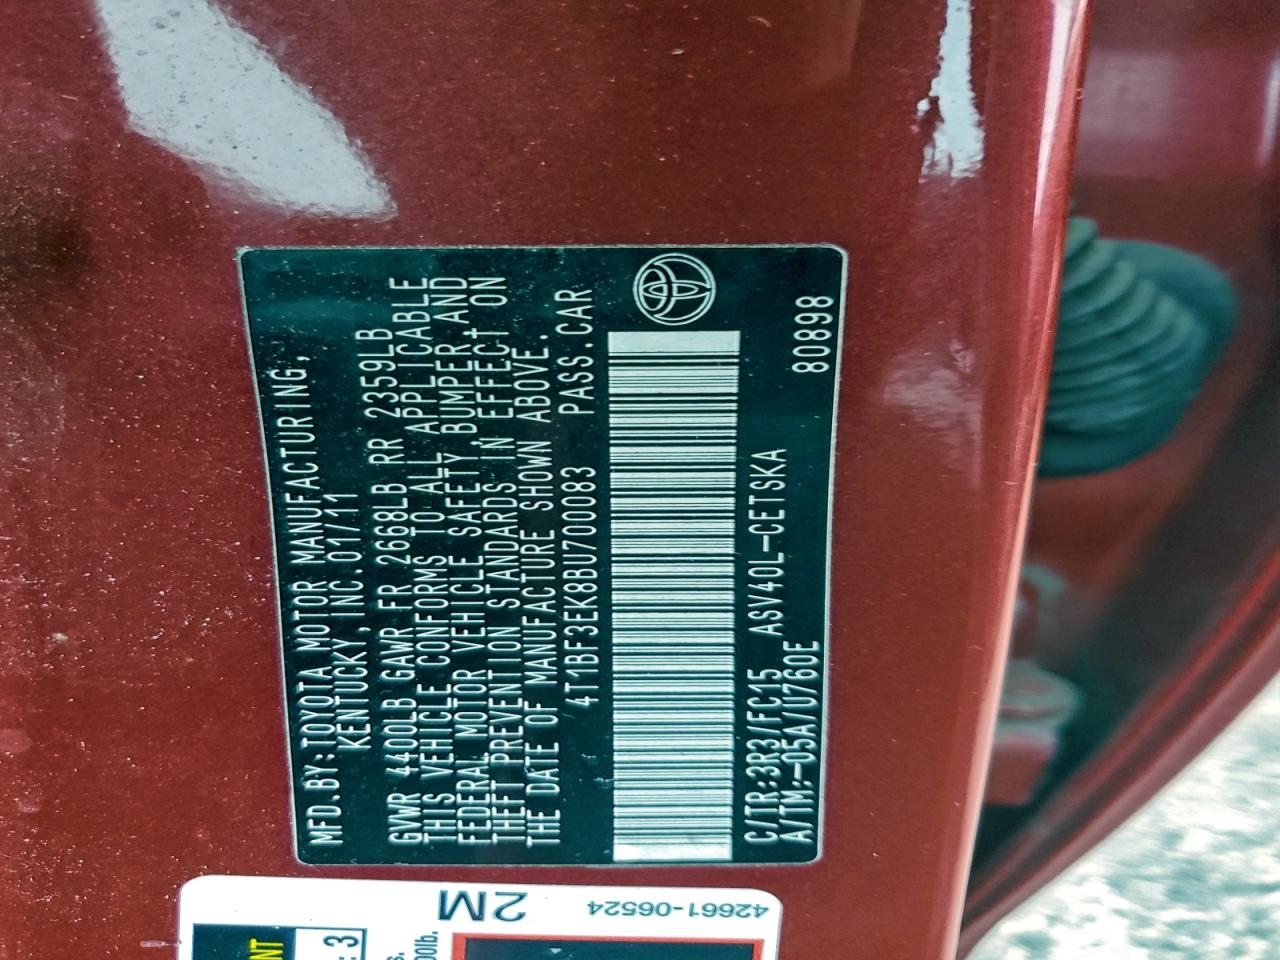 MFD. BY:TOYOTA MOTOR MANUFACTURING,
KENTUCKY, INC.01/11
GVWR 4400LB GAWR FR 2668LB RR 2359LB
THIS VEHICLE CONFORMS TO ALL APPLICABLE
FEDERAL MOTOR VEHICLE SAFETY,BUMPER,AND
THEFT PREVENTION STANDARDS IN EFFECT ON
THE DATE OF MANUFACTURE SHOWN ABOVE.
4T1BF3EK8BU700083 PASS.CAR
C/TR:3R3/FC15 ASV40L-CETSKA
A/TM:-05A/U760E 80898
2M 42661-06524